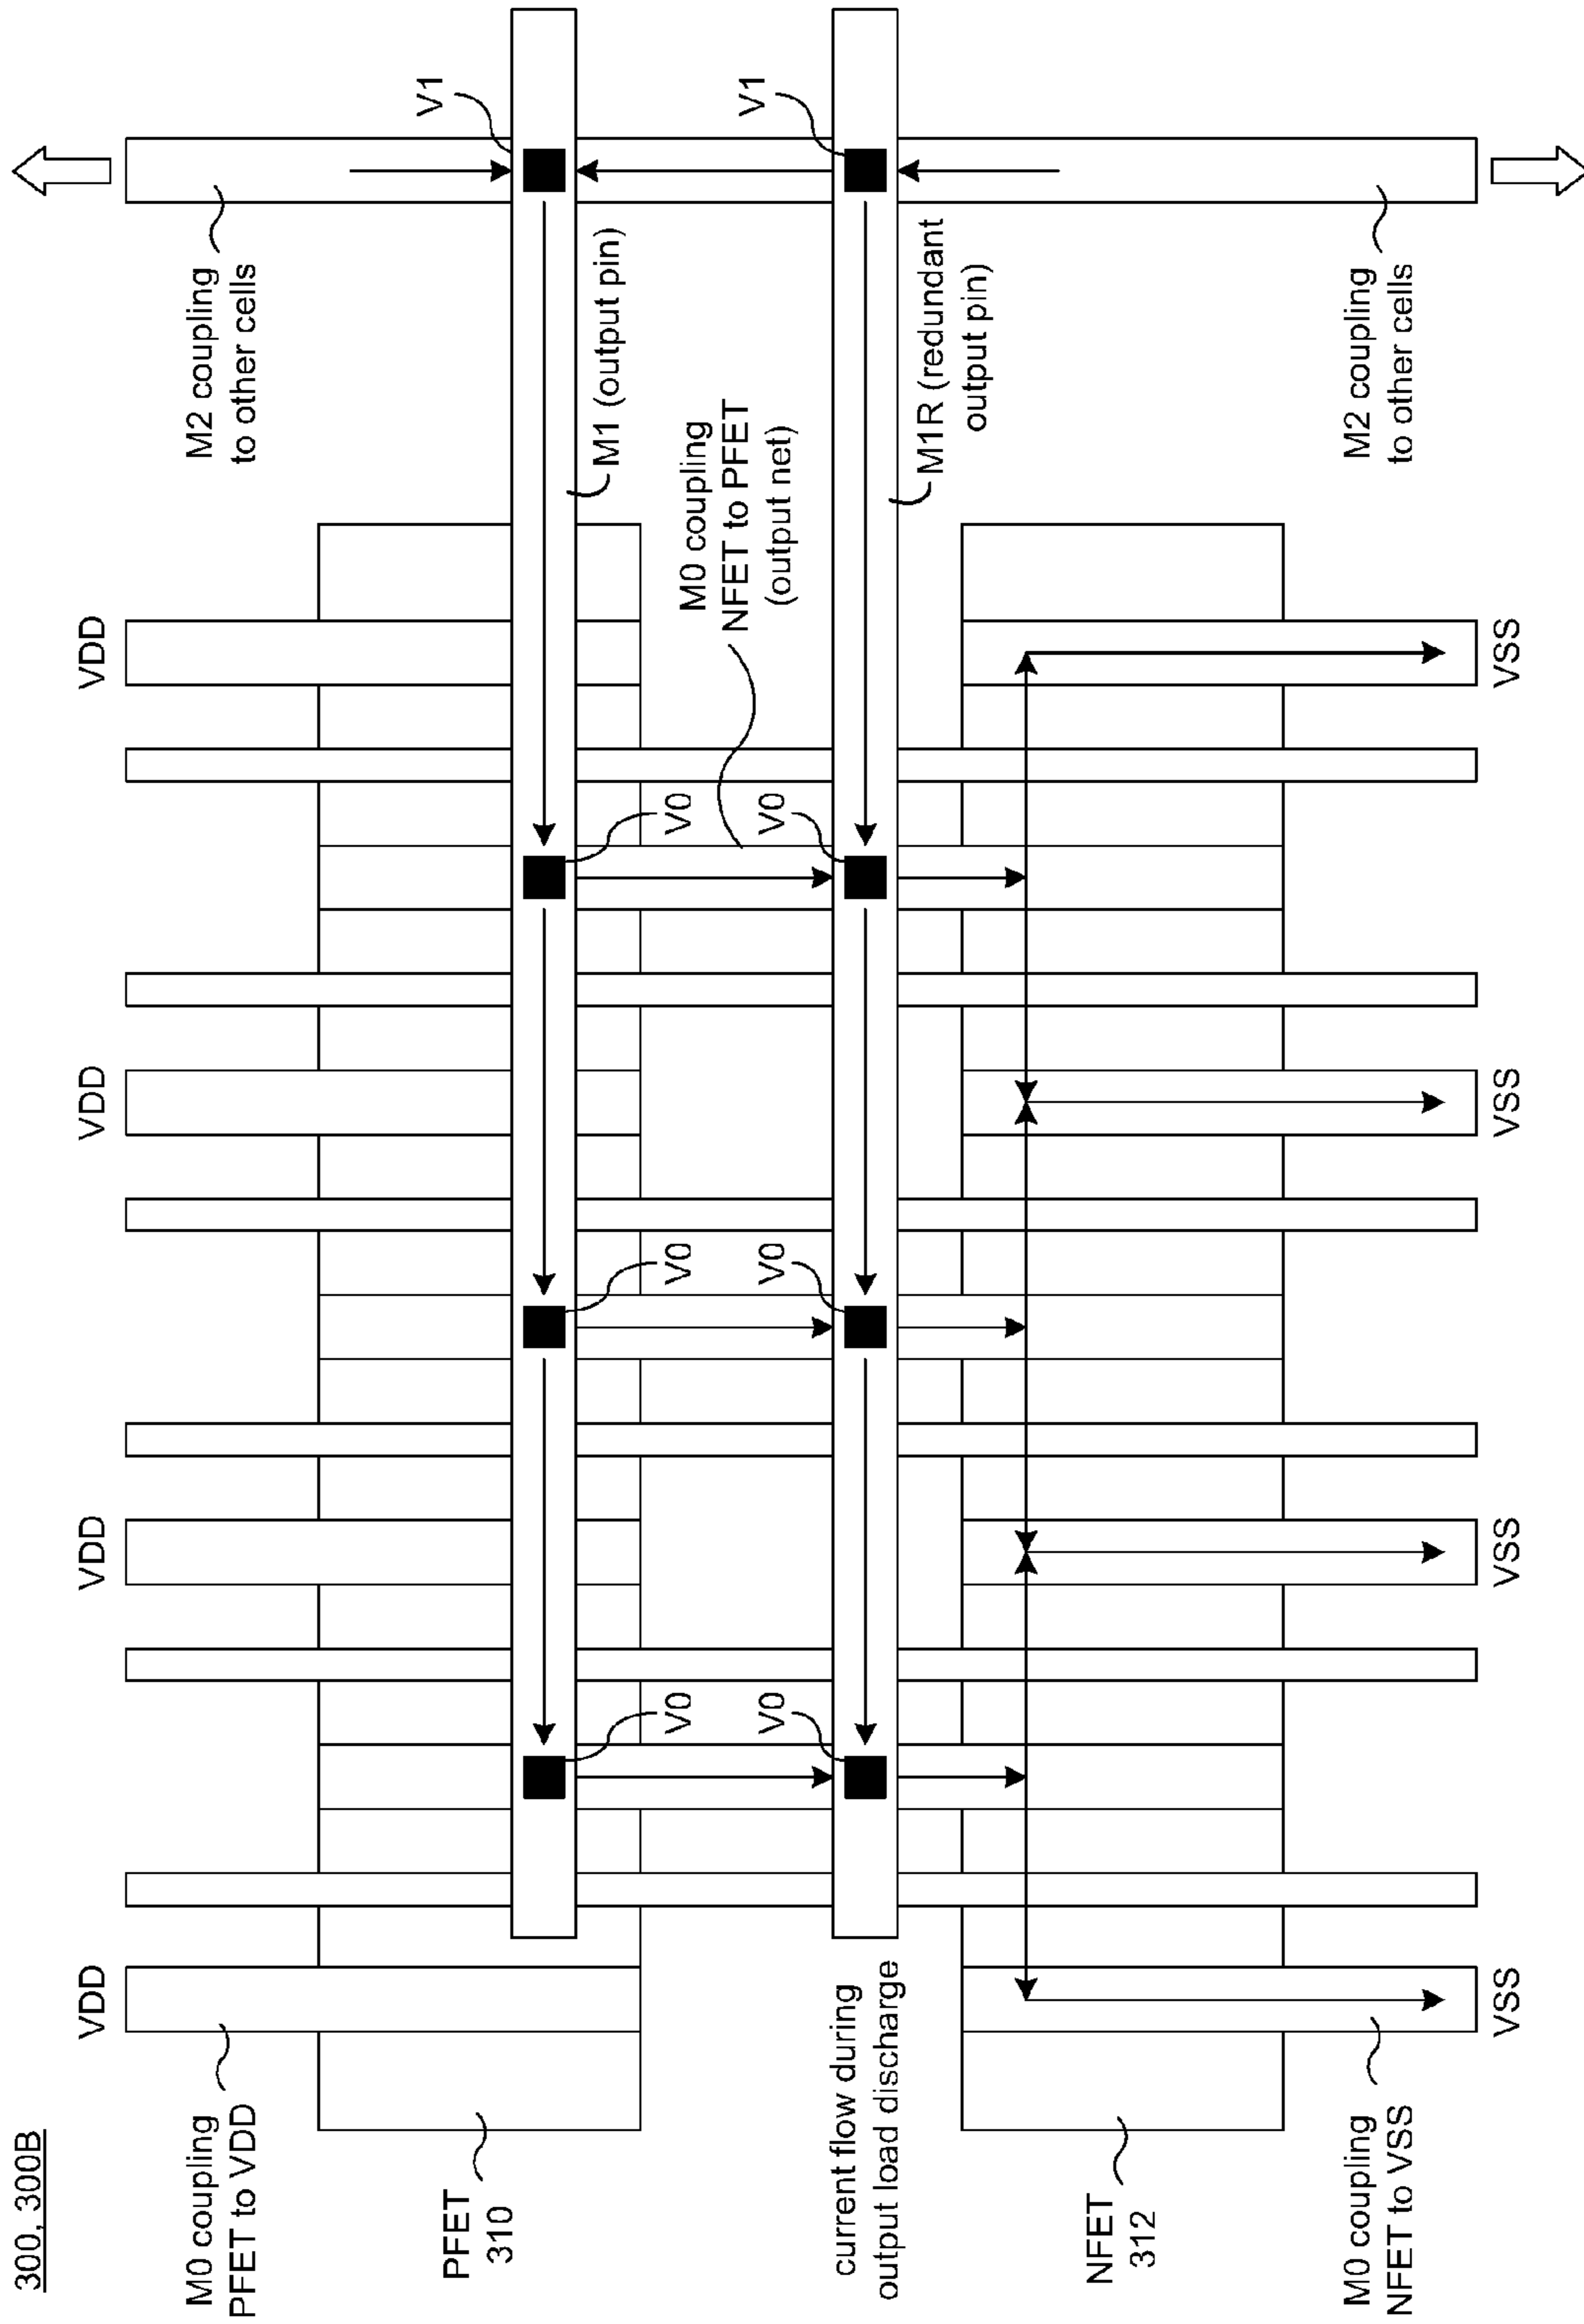 300, 300B
M0 coupling
PFET to VDD
VDD
VDD
VDD
VDD
M2 coupling
to other cells
V1
V1
PFET
310
M1 (output pin)
M0 coupling
NFET to PFET
(output net)
V0
V0
V0
V0
V0
V0
M1R (redundant
output pin)
current flow during
output load discharge
NFET
312
M0 coupling
NFET to VSS
VSS
VSS
VSS
VSS
M2 coupling
to other cells